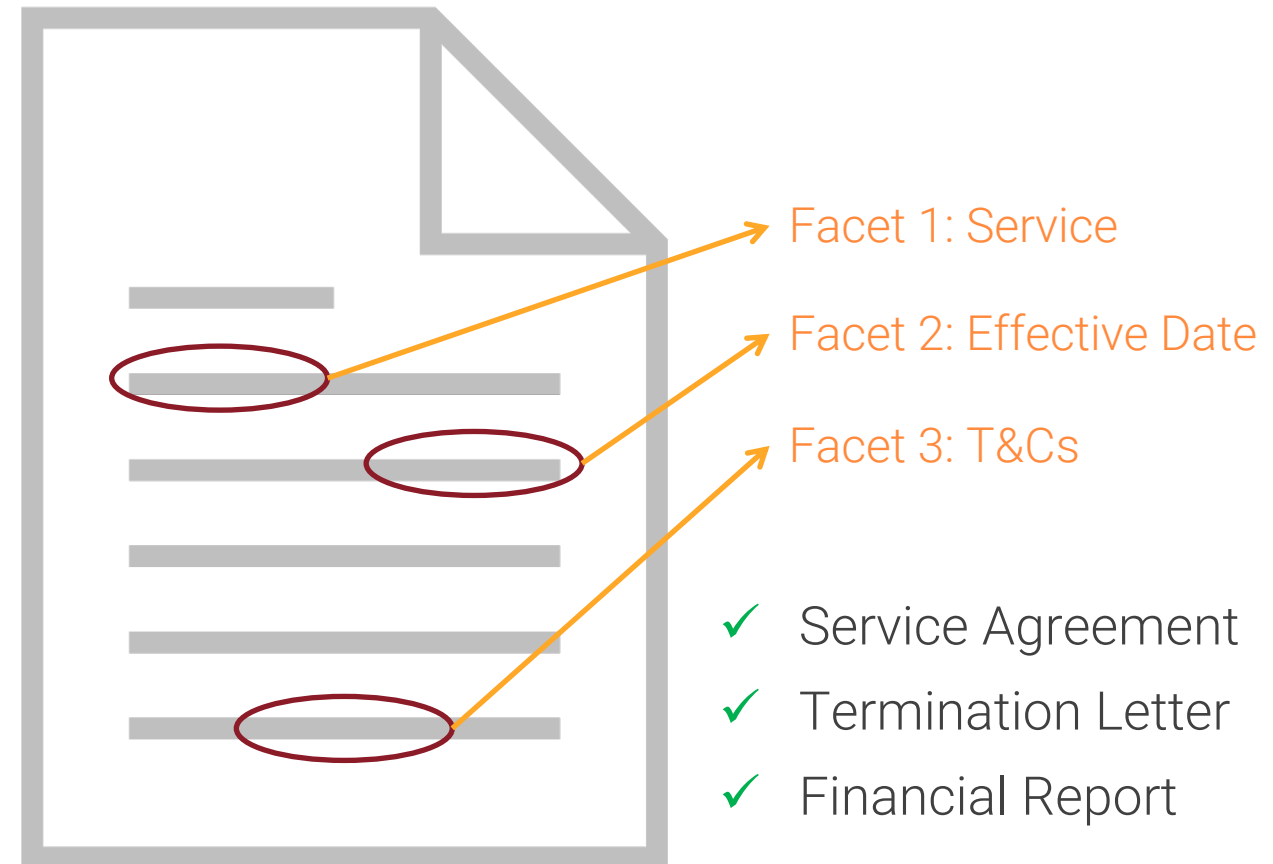 Facet 1: Service
Facet 2: Effective Date
Facet 3: T&Cs
✓ Service Agreement
✓ Termination Letter
✓ Financial Report